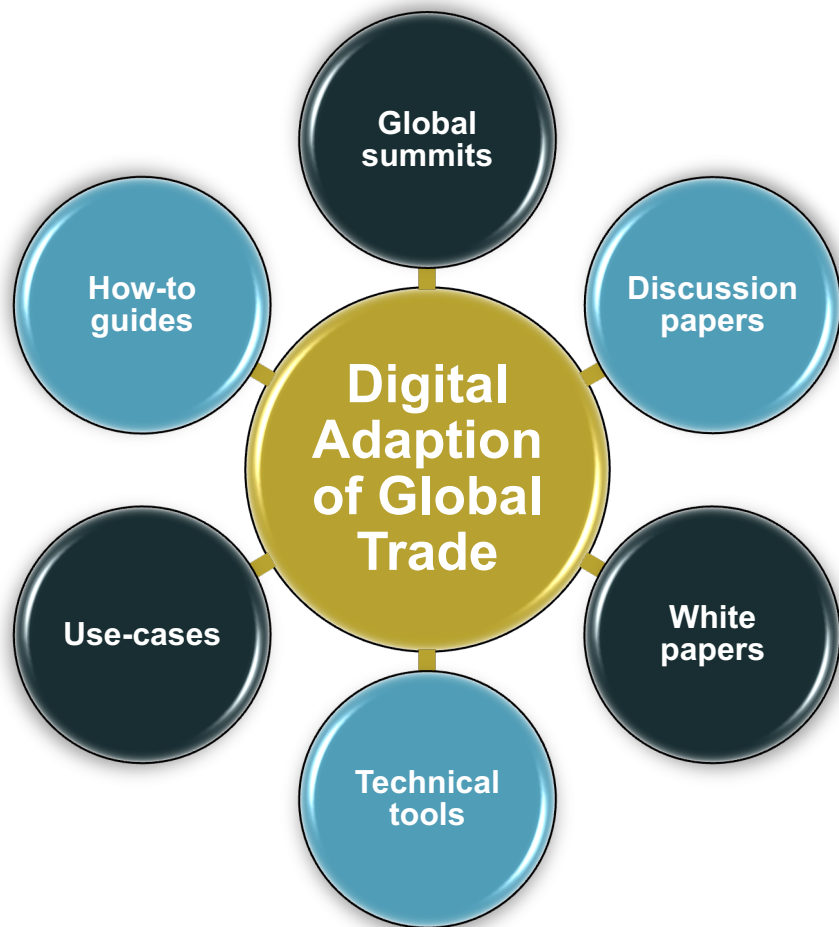 Global
summits
How-to
guides
Discussion
papers
Digital
Adaption
of Global
Trade
Use-cases
White
papers
Technical
tools